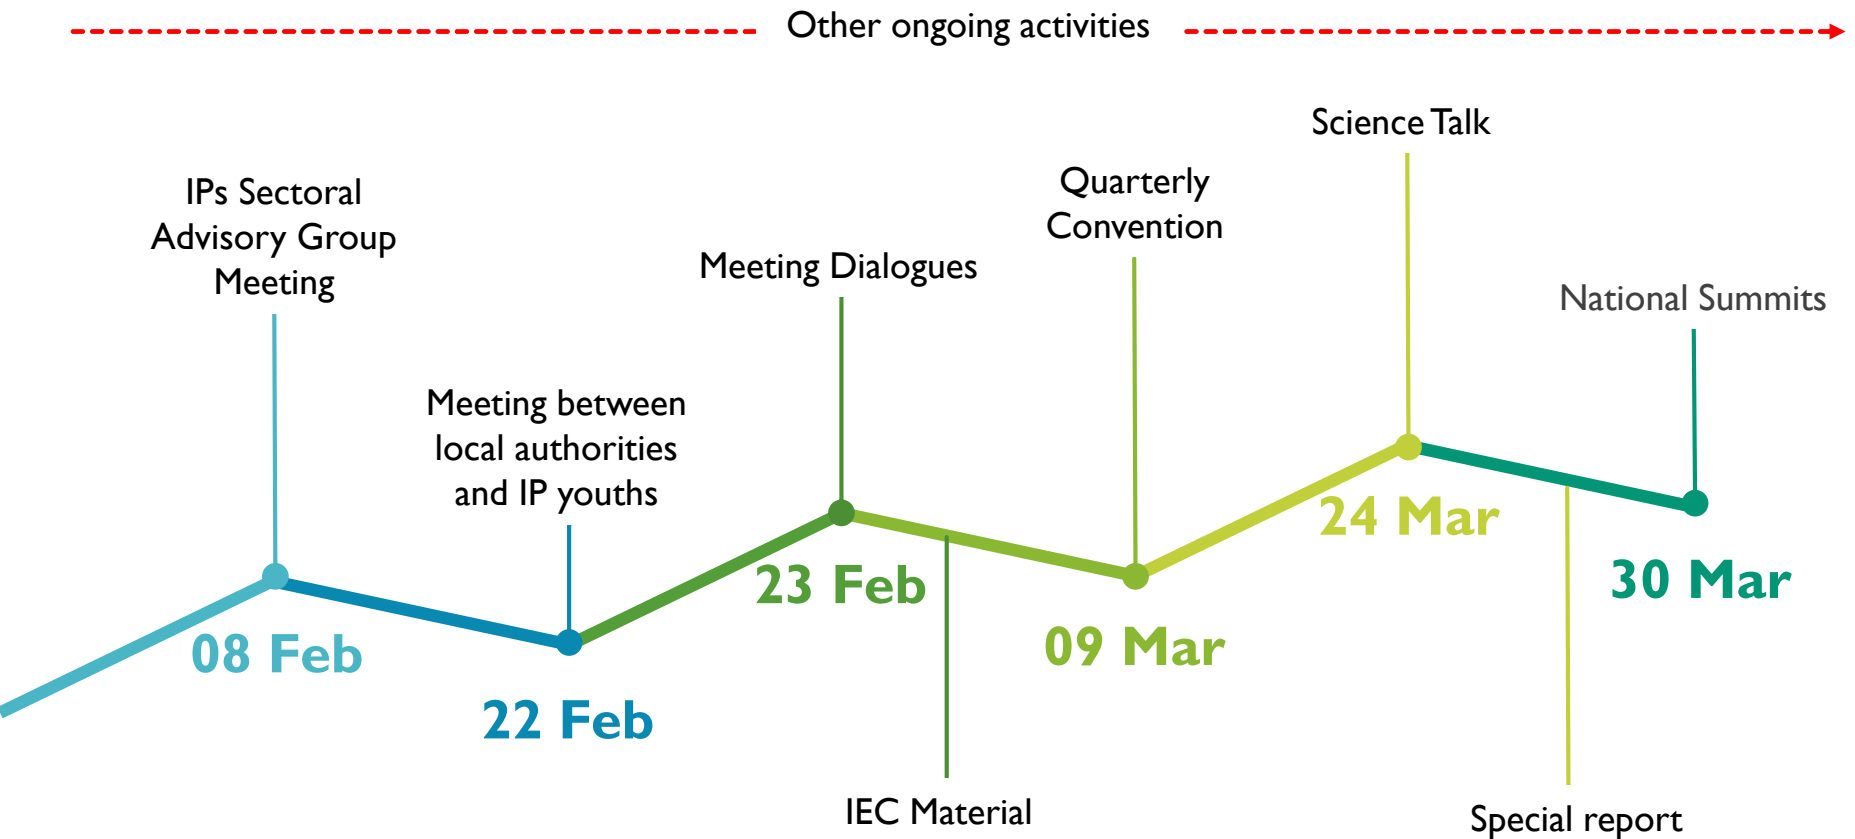 Other ongoing activities
IPs Sectoral
Advisory Group
Meeting
08 Feb
Meeting between
local authorities
and IP youths
22 Feb
Meeting Dialogues
23 Feb
IEC Material
Quarterly
Convention
09 Mar
Science Talk
24 Mar
Special report
National Summits
30 Mar